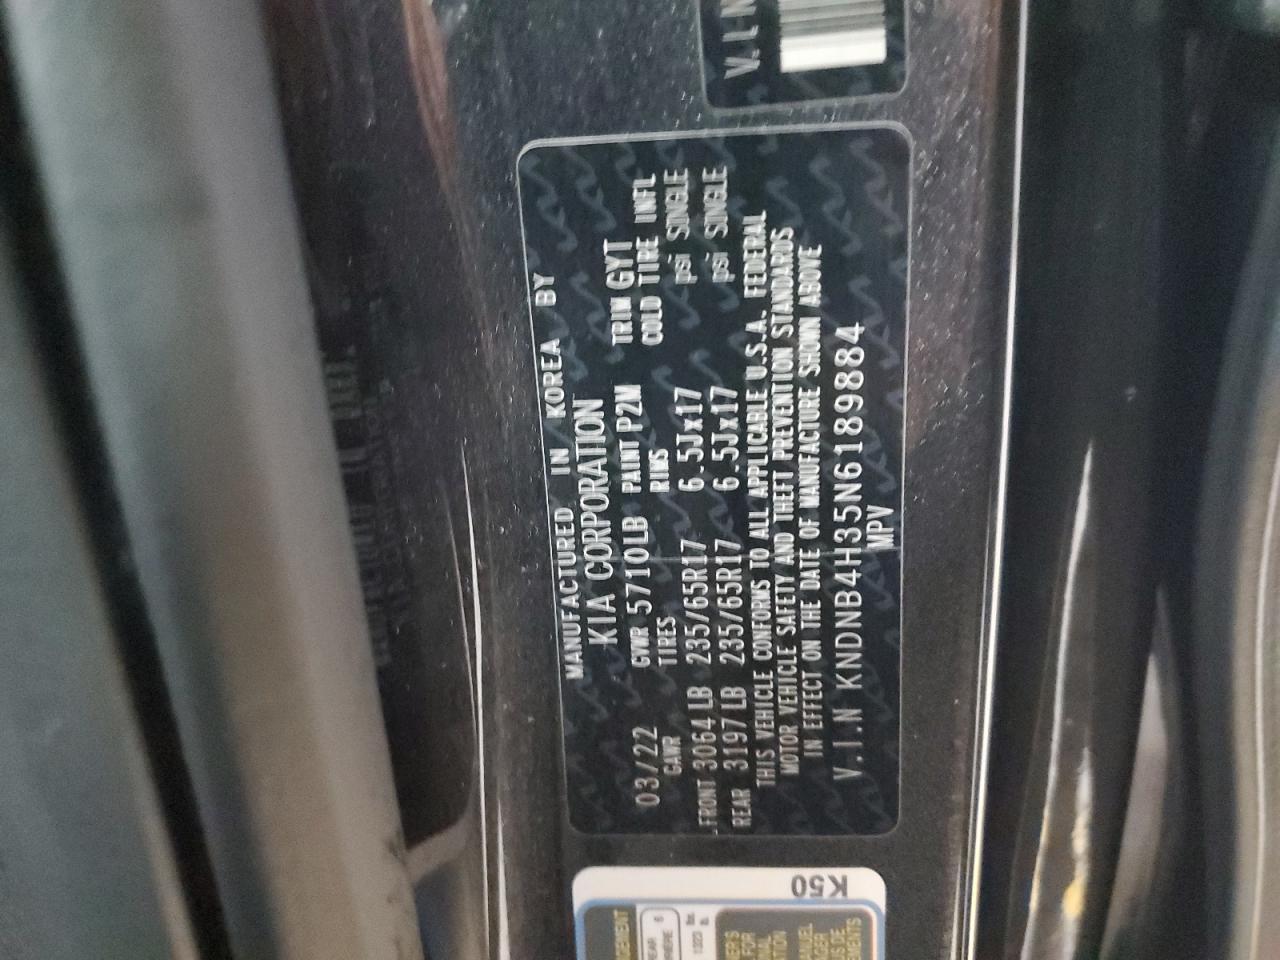 MANUFACTURED IN KOREA BY
KIA CORPORATION
03/22 GVWR 5710LB PAINT P2M TRIM GYT
GAWR TIRES RIMS COLD TIRE INFL
FRONT 3064 LB 235/65R17 6.5Jx17 psi SINGLE
REAR 3197 LB 235/65R17 6.5Jx17 psi SINGLE
THIS VEHICLE CONFORMS TO ALL APPLICABLE U.S.A. FEDERAL
MOTOR VEHICLE SAFETY AND THEFT PREVENTION STANDARDS
IN EFFECT ON THE DATE OF MANUFACTURE SHOWN ABOVE
V.I.N KNDNB4H35N6189884
MPV
K50